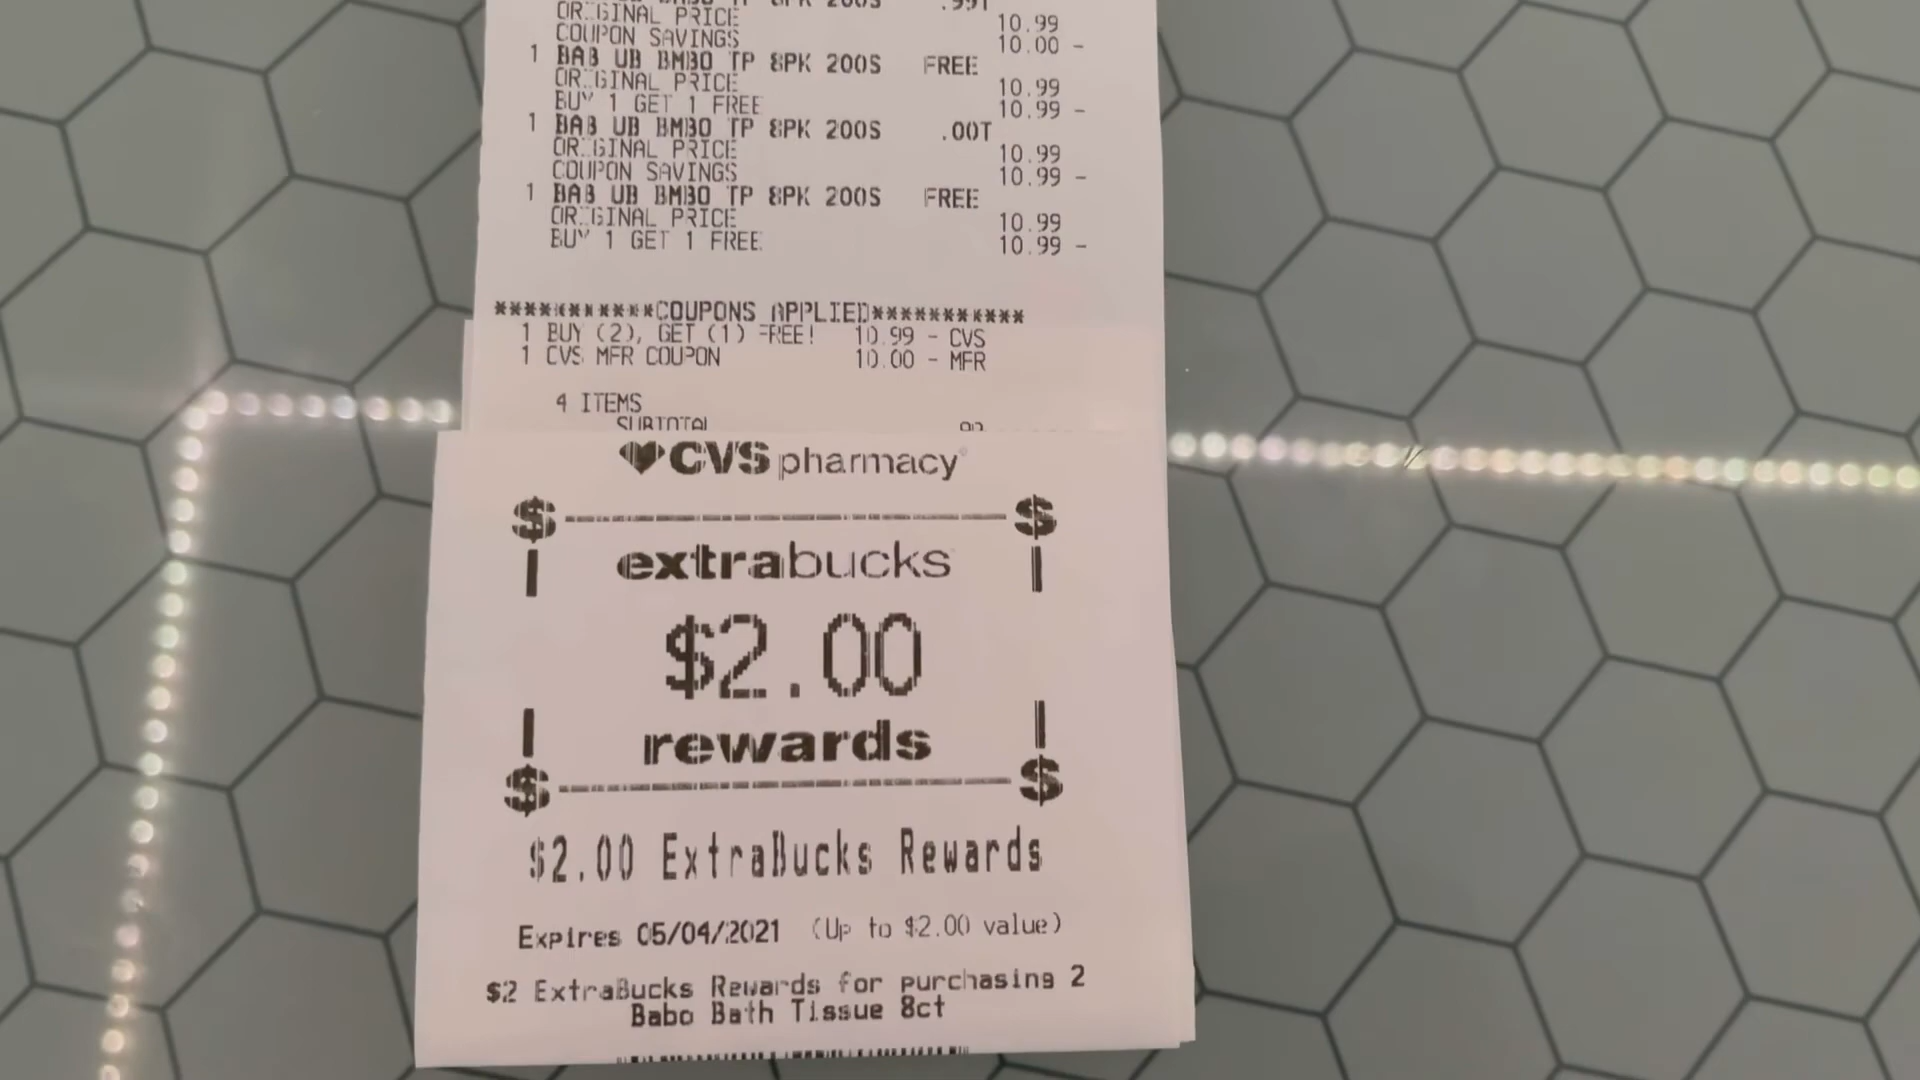 8PK 200S .99T
ORIGINAL PRICE 10.99
COUPON SAVINGS 10.00 -
1 BAB UB BMBO TP 8PK 200S FREE
ORIGINAL PRICE 10.99
BUY 1 GET 1 FREE 10.99 -
1 BAB UB BMBO TP 8PK 200S .00T
ORIGINAL PRICE 10.99
COUPON SAVINGS 10.99 -
1 BAB UB BMBO TP 8PK 200S FREE
ORIGINAL PRICE 10.99
BUY 1 GET 1 FREE 10.99 -
***********COUPONS APPLIED***********
1 BUY (2), GET (1) FREE! 10.99 - CVS
1 CVS MFR COUPON 10.00 - MFR
4 ITEMS
SUBTOTAL
CVS pharmacy
$ $
extrabucks
$2.00
rewards
$ $
$2.00 ExtraBucks Rewards
Expires 05/04/2021 (Up to $2.00 value)
$2 ExtraBucks Rewards for purchasing 2
Babo Bath Tissue 8ct